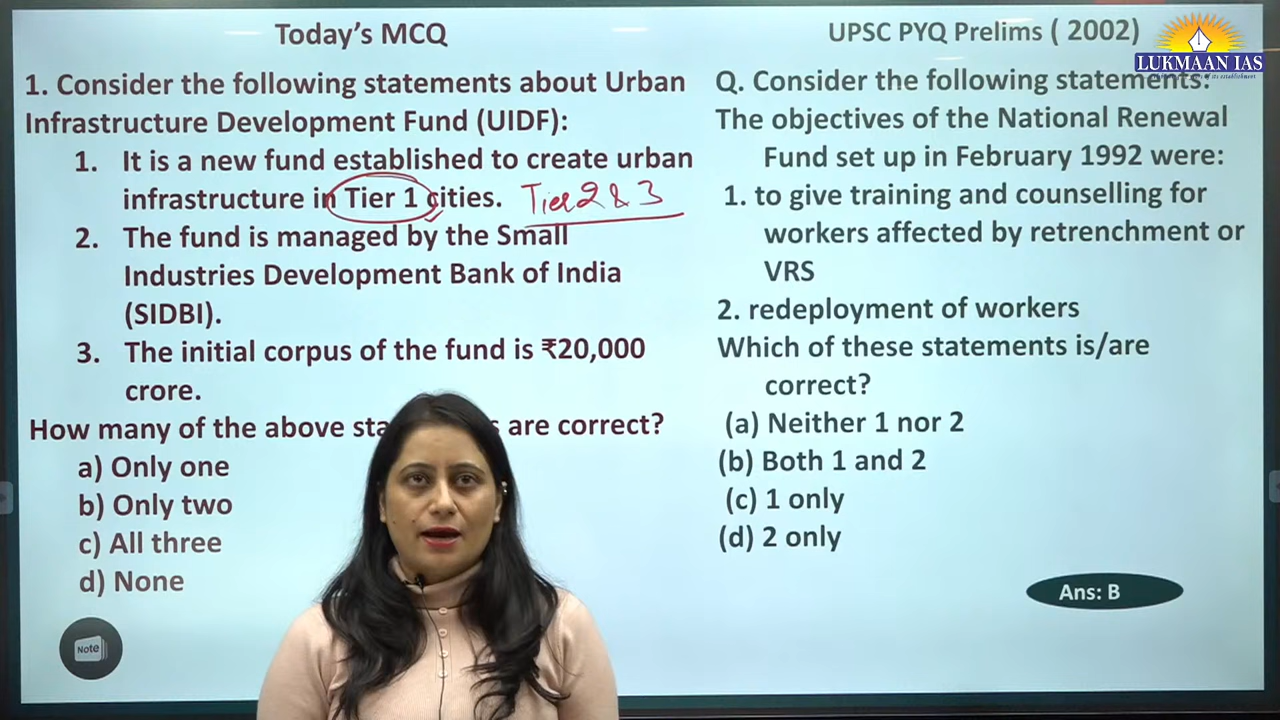 Today's MCQ
1. Consider the following statements about Urban
Infrastructure Development Fund (UIDF):
1. It is a new fund established to create urban
infrastructure in Tier 1 cities. Tier 2 & 3
2. The fund is managed by the Small
Industries Development Bank of India
(SIDBI).
3. The initial corpus of the fund is ₹20,000
crore.
How many of the above sta s are correct?
a) Only one
b) Only two
c) All three
d) None
Note
UPSC PYQ Prelims ( 2002)
LUKMAAN IAS
Q. Consider the following statements:
The objectives of the National Renewal
Fund set up in February 1992 were:
1. to give training and counselling for
workers affected by retrenchment or
VRS
2. redeployment of workers
Which of these statements is/are
correct?
(a) Neither 1 nor 2
(b) Both 1 and 2
(c) 1 only
(d) 2 only
Ans: B